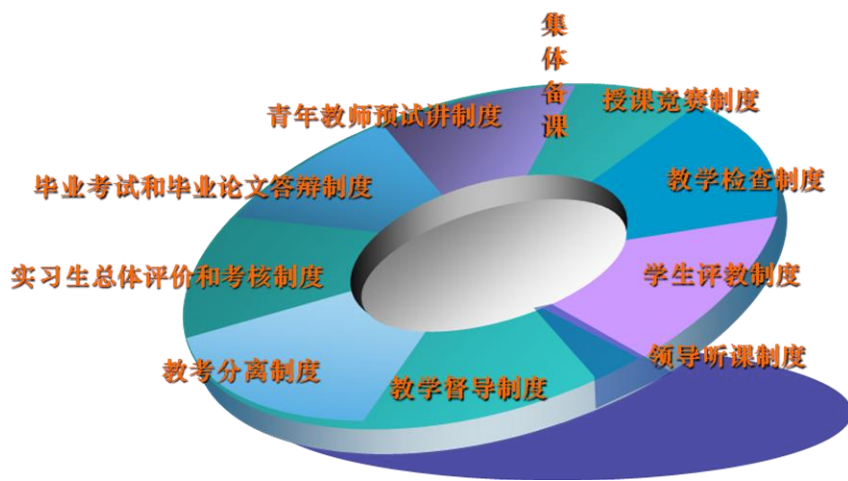 集体备课
青年教师预试讲制度
授课竞赛制度
毕业考试和毕业论文答辩制度
教学检查制度
实习生总体评价和考核制度
学生评教制度
教考分离制度
教学督导制度
领导听课制度